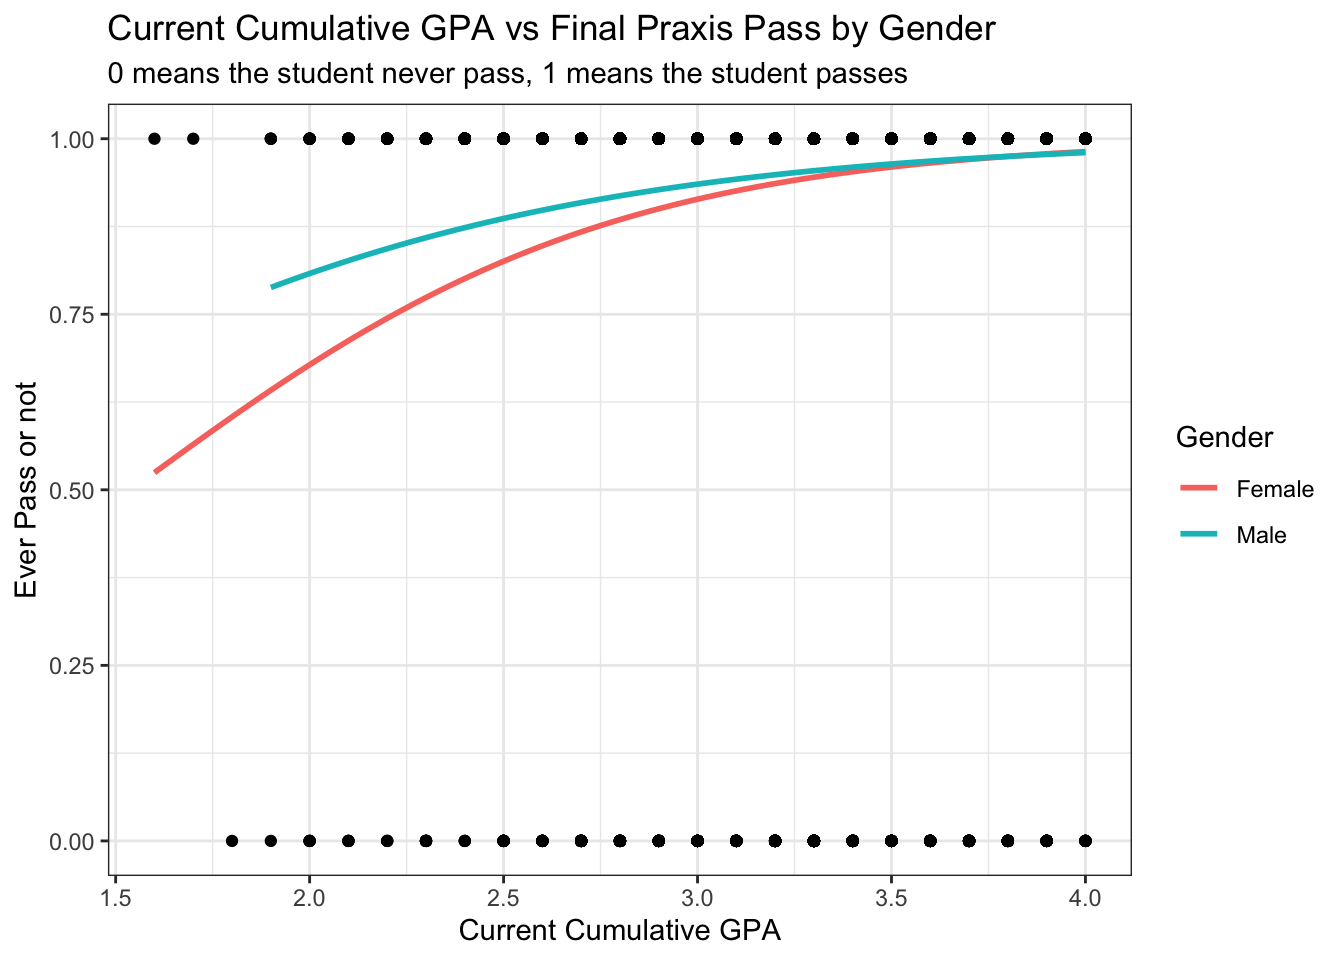 Current Cumulative GPA vs Final Praxis Pass by Gender
0 means the student never pass, 1 means the student passes
1.00
0.75
0.50
0.25
0.00
Ever Pass or not
1.5
2.0
2.5
3.0
3.5
4.0
Current Cumulative GPA
Gender
Female
Male